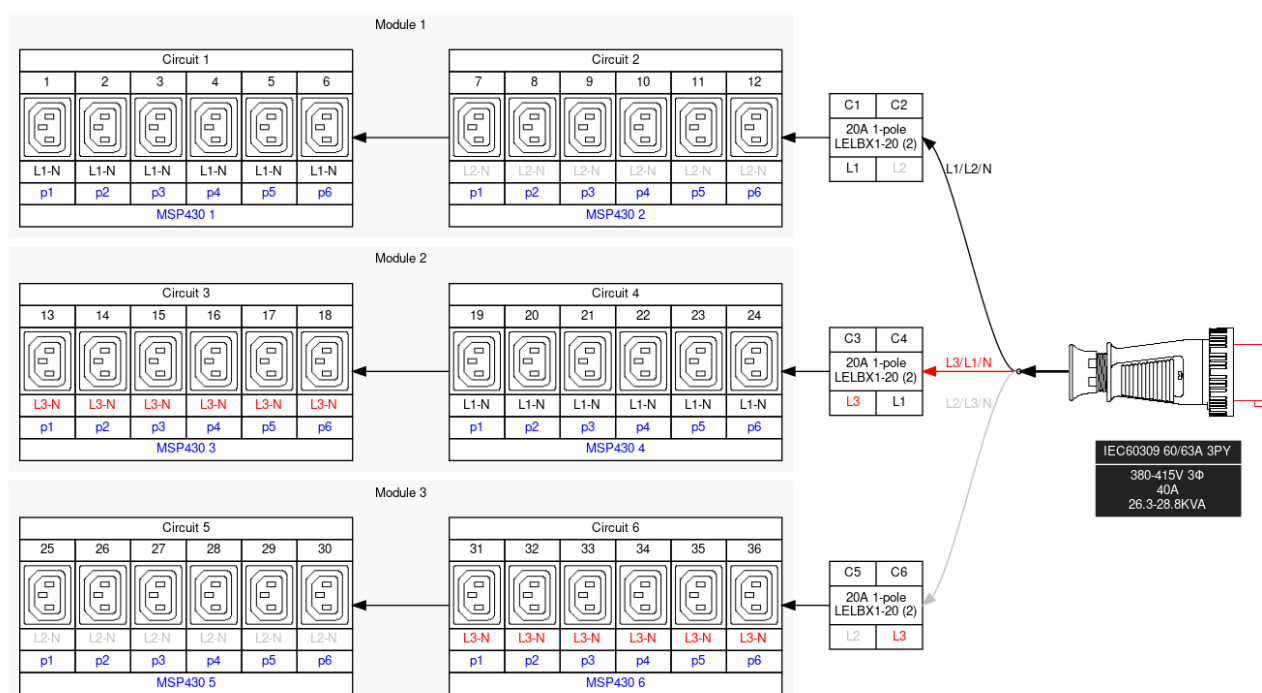 Module 1
Circuit 1
1 2 3 4 5 6
L1-N L1-N L1-N L1-N L1-N L1-N
p1 p2 p3 p4 p5 p6
MSP430 1
Circuit 2
7 8 9 10 11 12
L2-N L2-N L2-N L2-N L2-N L2-N
p1 p2 p3 p4 p5 p6
MSP430 2
C1 C2
20A 1-pole
LELBX1-20 (2)
L1 L2
L1/L2/N
Module 2
Circuit 3
13 14 15 16 17 18
L3-N L3-N L3-N L3-N L3-N L3-N
p1 p2 p3 p4 p5 p6
MSP430 3
Circuit 4
19 20 21 22 23 24
L1-N L1-N L1-N L1-N L1-N L1-N
p1 p2 p3 p4 p5 p6
MSP430 4
C3 C4
20A 1-pole
LELBX1-20 (2)
L3 L1
L3/L1/N
L2/L3/N
IEC60309 60/63A 3PY
380-415V 3Φ
40A
26.3-28.8KVA
Module 3
Circuit 5
25 26 27 28 29 30
L2-N L2-N L2-N L2-N L2-N L2-N
p1 p2 p3 p4 p5 p6
MSP430 5
Circuit 6
31 32 33 34 35 36
L3-N L3-N L3-N L3-N L3-N L3-N
p1 p2 p3 p4 p5 p6
MSP430 6
C5 C6
20A 1-pole
LELBX1-20 (2)
L2 L3